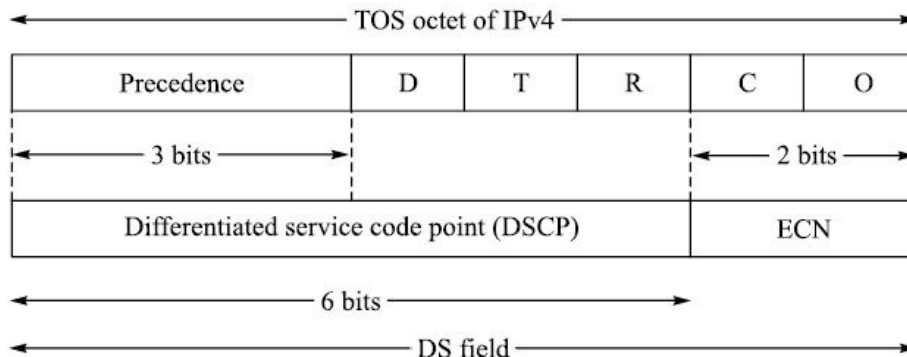 TOS octet of IPv4
Precedence D T R C O
3 bits 2 bits
Differentiated service code point (DSCP) ECN
6 bits
DS field